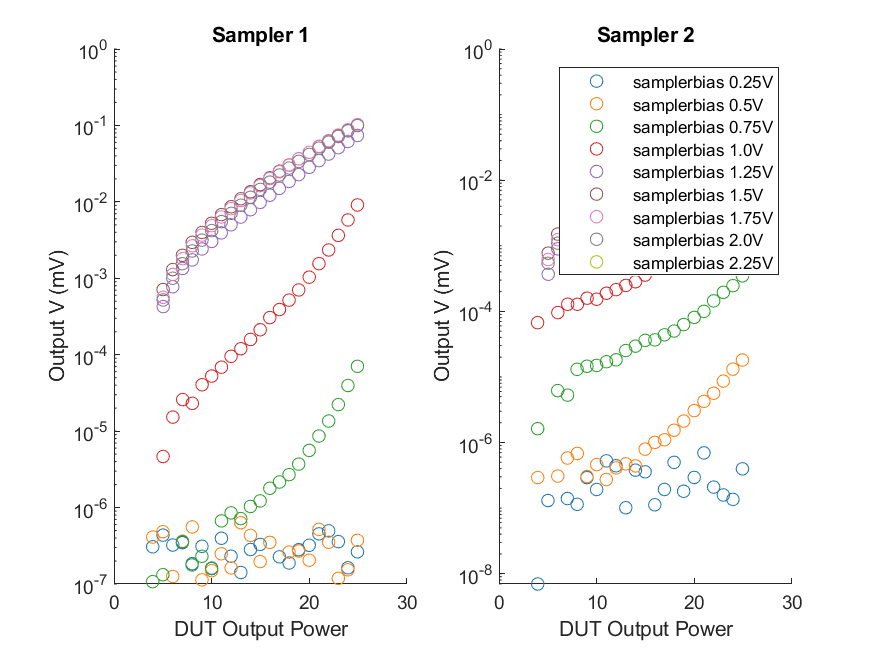 Sampler 1
10^0
10^-1
10^-2
10^-3
10^-4
10^-5
10^-6
10^-7
Output V (mV)
0
10
20
30
DUT Output Power
Sampler 2
10^0
10^-2
10^-4
10^-6
10^-8
Output V (mV)
samplerbias 0.25V
samplerbias 0.5V
samplerbias 0.75V
samplerbias 1.0V
samplerbias 1.25V
samplerbias 1.5V
samplerbias 1.75V
samplerbias 2.0V
samplerbias 2.25V
0
10
20
30
DUT Output Power